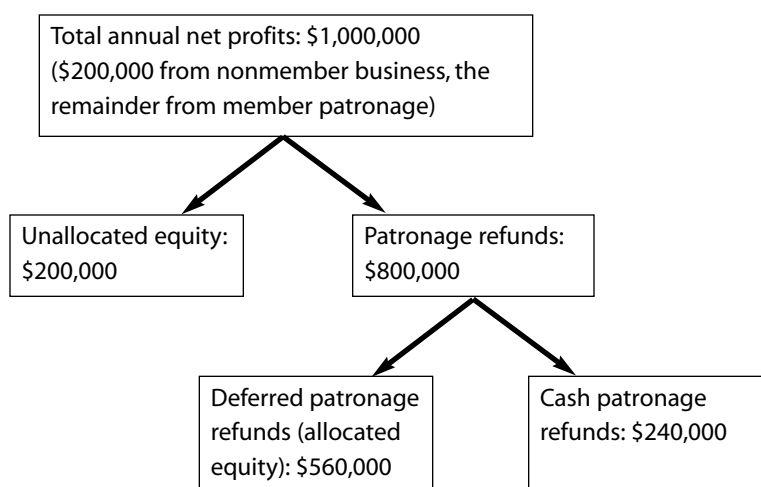 Total annual net profits: $1,000,000
($200,000 from nonmember business, the
remainder from member patronage)
Unallocated equity:
$200,000
Patronage refunds:
$800,000
Deferred patronage
refunds (allocated
equity): $560,000
Cash patronage
refunds: $240,000